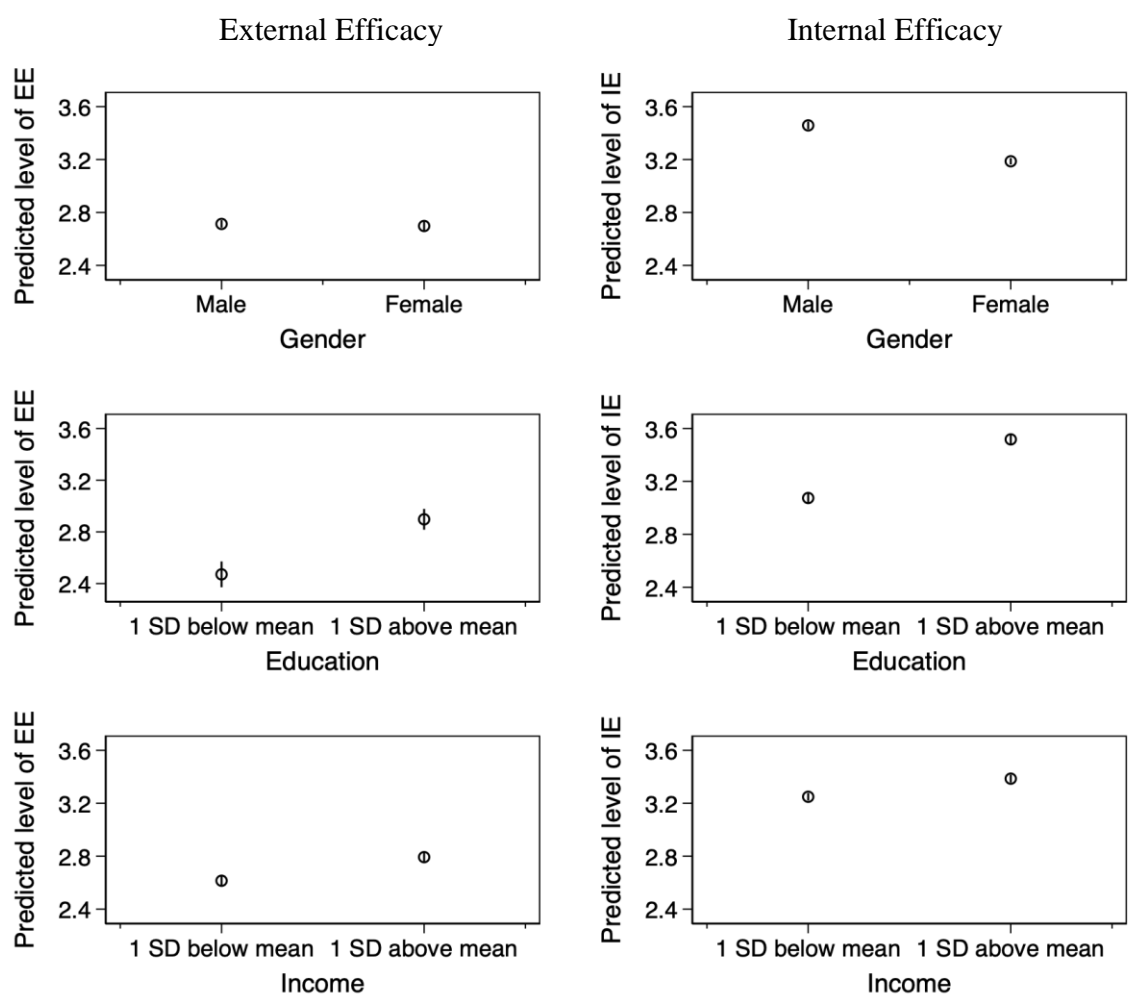 External Efficacy
Internal Efficacy
Predicted level of EE
3.6
3.2
2.8
2.4
Male Female
Gender
Predicted level of IE
3.6
3.2
2.8
2.4
Male Female
Gender
Predicted level of EE
3.6
3.2
2.8
2.4
1 SD below mean 1 SD above mean
Education
Predicted level of IE
3.6
3.2
2.8
2.4
1 SD below mean 1 SD above mean
Education
Predicted level of EE
3.6
3.2
2.8
2.4
1 SD below mean 1 SD above mean
Income
Predicted level of IE
3.6
3.2
2.8
2.4
1 SD below mean 1 SD above mean
Income